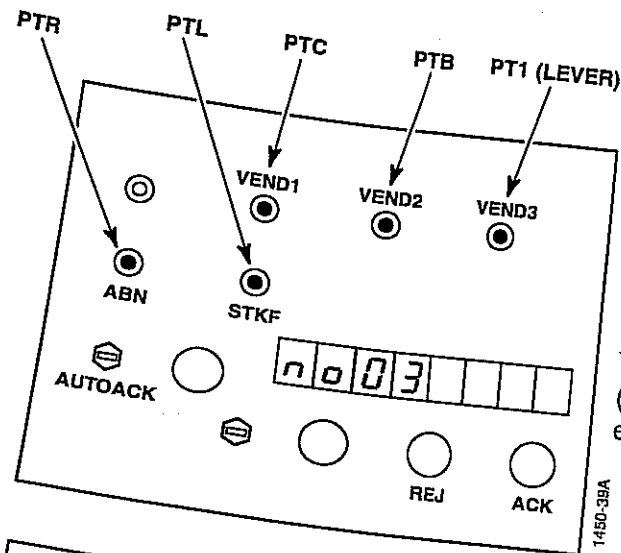 PTR
PTL
PTC
PTB
PT1 (LEVER)
VEND1
VEND2
VEND3
ABN
STKF
no03
AUTOACK
REJ
ACK
1450-39A